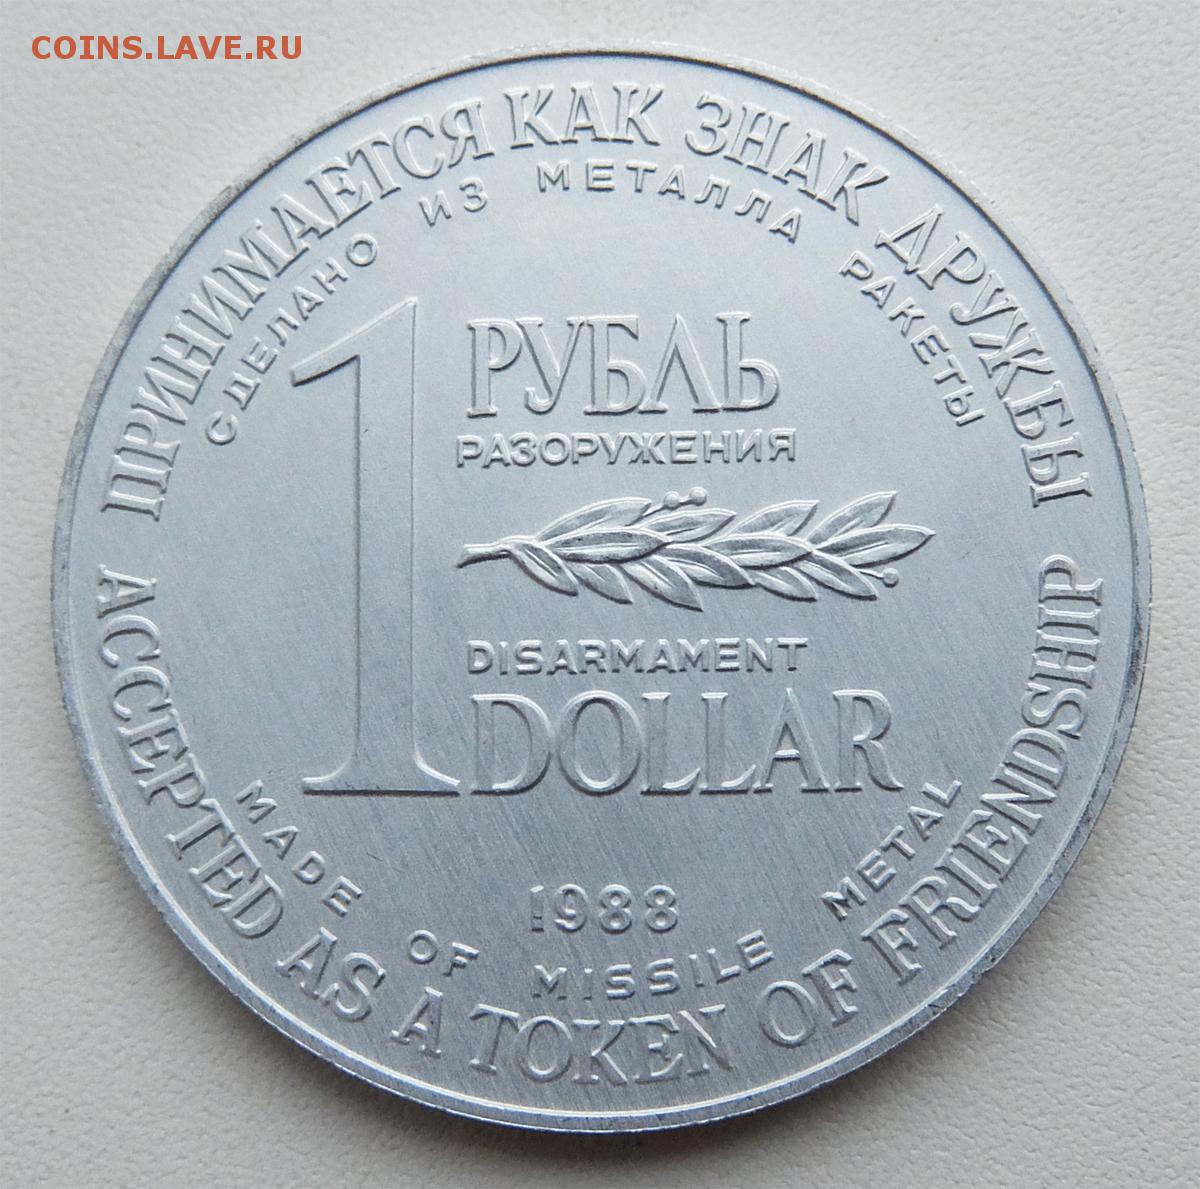 COINS.LAVE.RU
ПРИНИМАЕТСЯ КАК ЗНАК ДРУЖБЫ
СДЕЛАНО ИЗ МЕТАЛЛА РАКЕТЫ
1 РУБЛЬ
РАЗОРУЖЕНИЯ
DISARMAMENT
DOLLAR
1988
MADE OF MISSILE METAL
ACCEPTED AS A TOKEN OF FRIENDSHIP